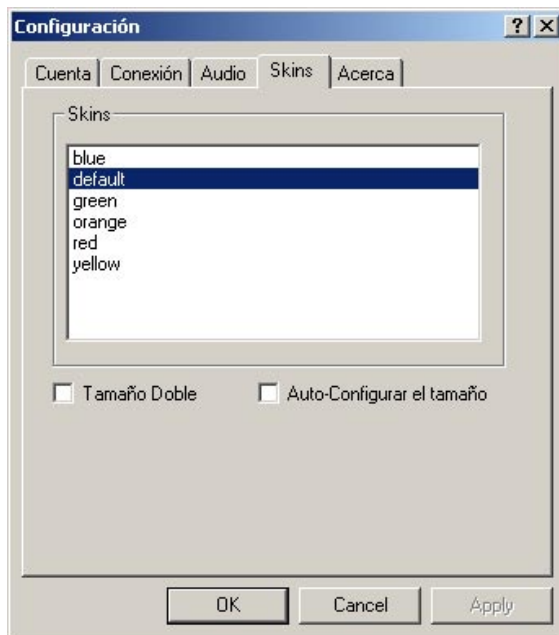 Configuración
Cuenta Conexión Audio Skins Acerca
Skins
blue
default
green
orange
red
yellow
Tamaño Doble Auto-Configurar el tamaño
OK Cancel Apply